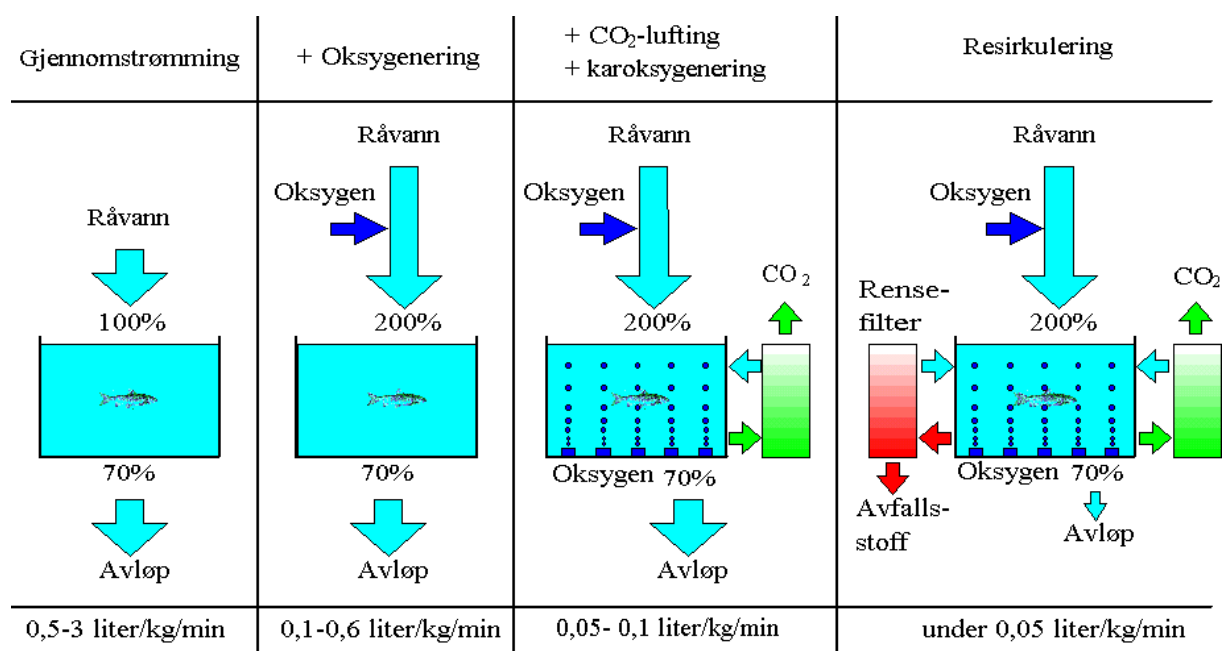 Gjennomstrømming
+ Oksygenering
+ CO2-lufting
+ karoksygenering
Resirkulering
Råvann
100%
70%
Avløp
Råvann
Oksygen
200%
70%
Avløp
Råvann
Oksygen
CO2
200%
Oksygen 70%
Avløp
Råvann
Oksygen
CO2
Rense-
filter
200%
Oksygen 70%
Avfalls-
stoff
Avløp
0,5-3 liter/kg/min
0,1-0,6 liter/kg/min
0,05- 0,1 liter/kg/min
under 0,05 liter/kg/min